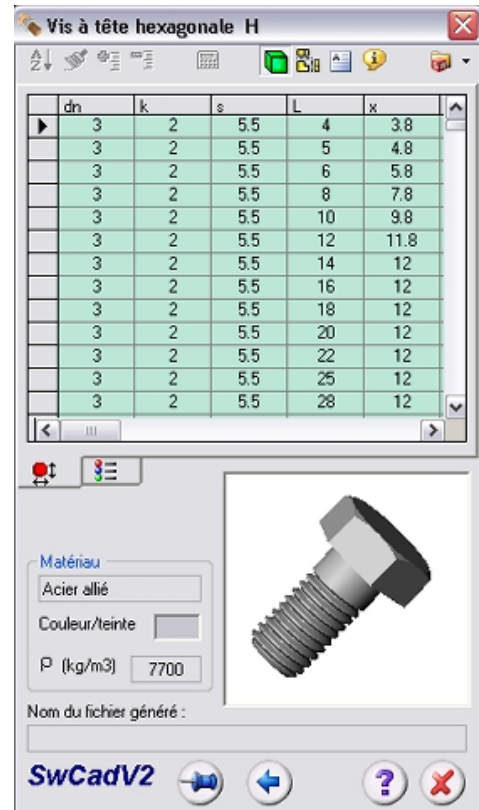 Vis à tête hexagonale H
dn k s L x
3 2 5.5 4 3.8
3 2 5.5 5 4.8
3 2 5.5 6 5.8
3 2 5.5 8 7.8
3 2 5.5 10 9.8
3 2 5.5 12 11.8
3 2 5.5 14 12
3 2 5.5 16 12
3 2 5.5 18 12
3 2 5.5 20 12
3 2 5.5 22 12
3 2 5.5 25 12
3 2 5.5 28 12
Matériau
Acier allié
Couleur/teinte
ρ (kg/m3) 7700
Nom du fichier généré :
SwCadV2